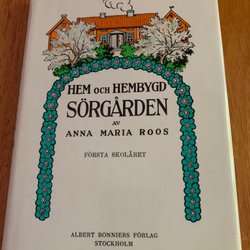 HEM OCH HEMBYGD
SÖRGÅRDEN
AV
ANNA MARIA ROOS
FÖRSTA SKOLÅRET
ALBERT BONNIERS FÖRLAG
STOCKHOLM